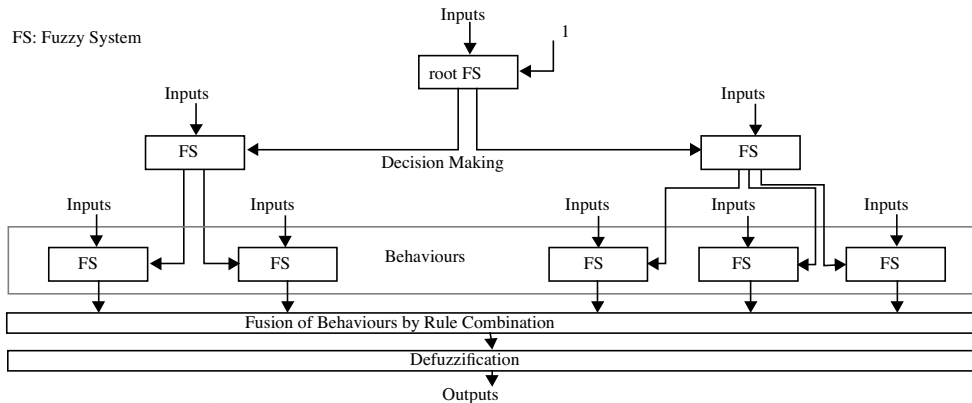 Inputs
1
FS: Fuzzy System
root FS
Inputs
Inputs
FS
FS
Decision Making
Inputs
Inputs
Inputs
Inputs
Inputs
FS
FS
Behaviours
FS
FS
FS
Fusion of Behaviours by Rule Combination
Defuzzification
Outputs